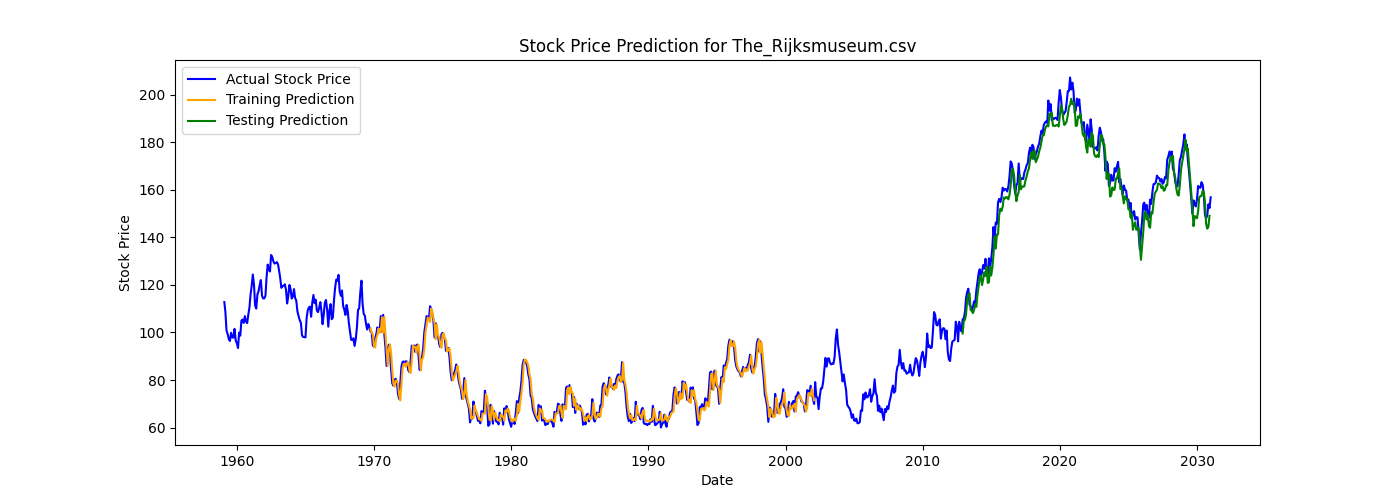 Stock Price Prediction for The_Rijksmuseum.csv
Actual Stock Price
Training Prediction
Testing Prediction
Stock Price
200
180
160
140
120
100
80
60
1960
1970
1980
1990
2000
2010
2020
2030
Date